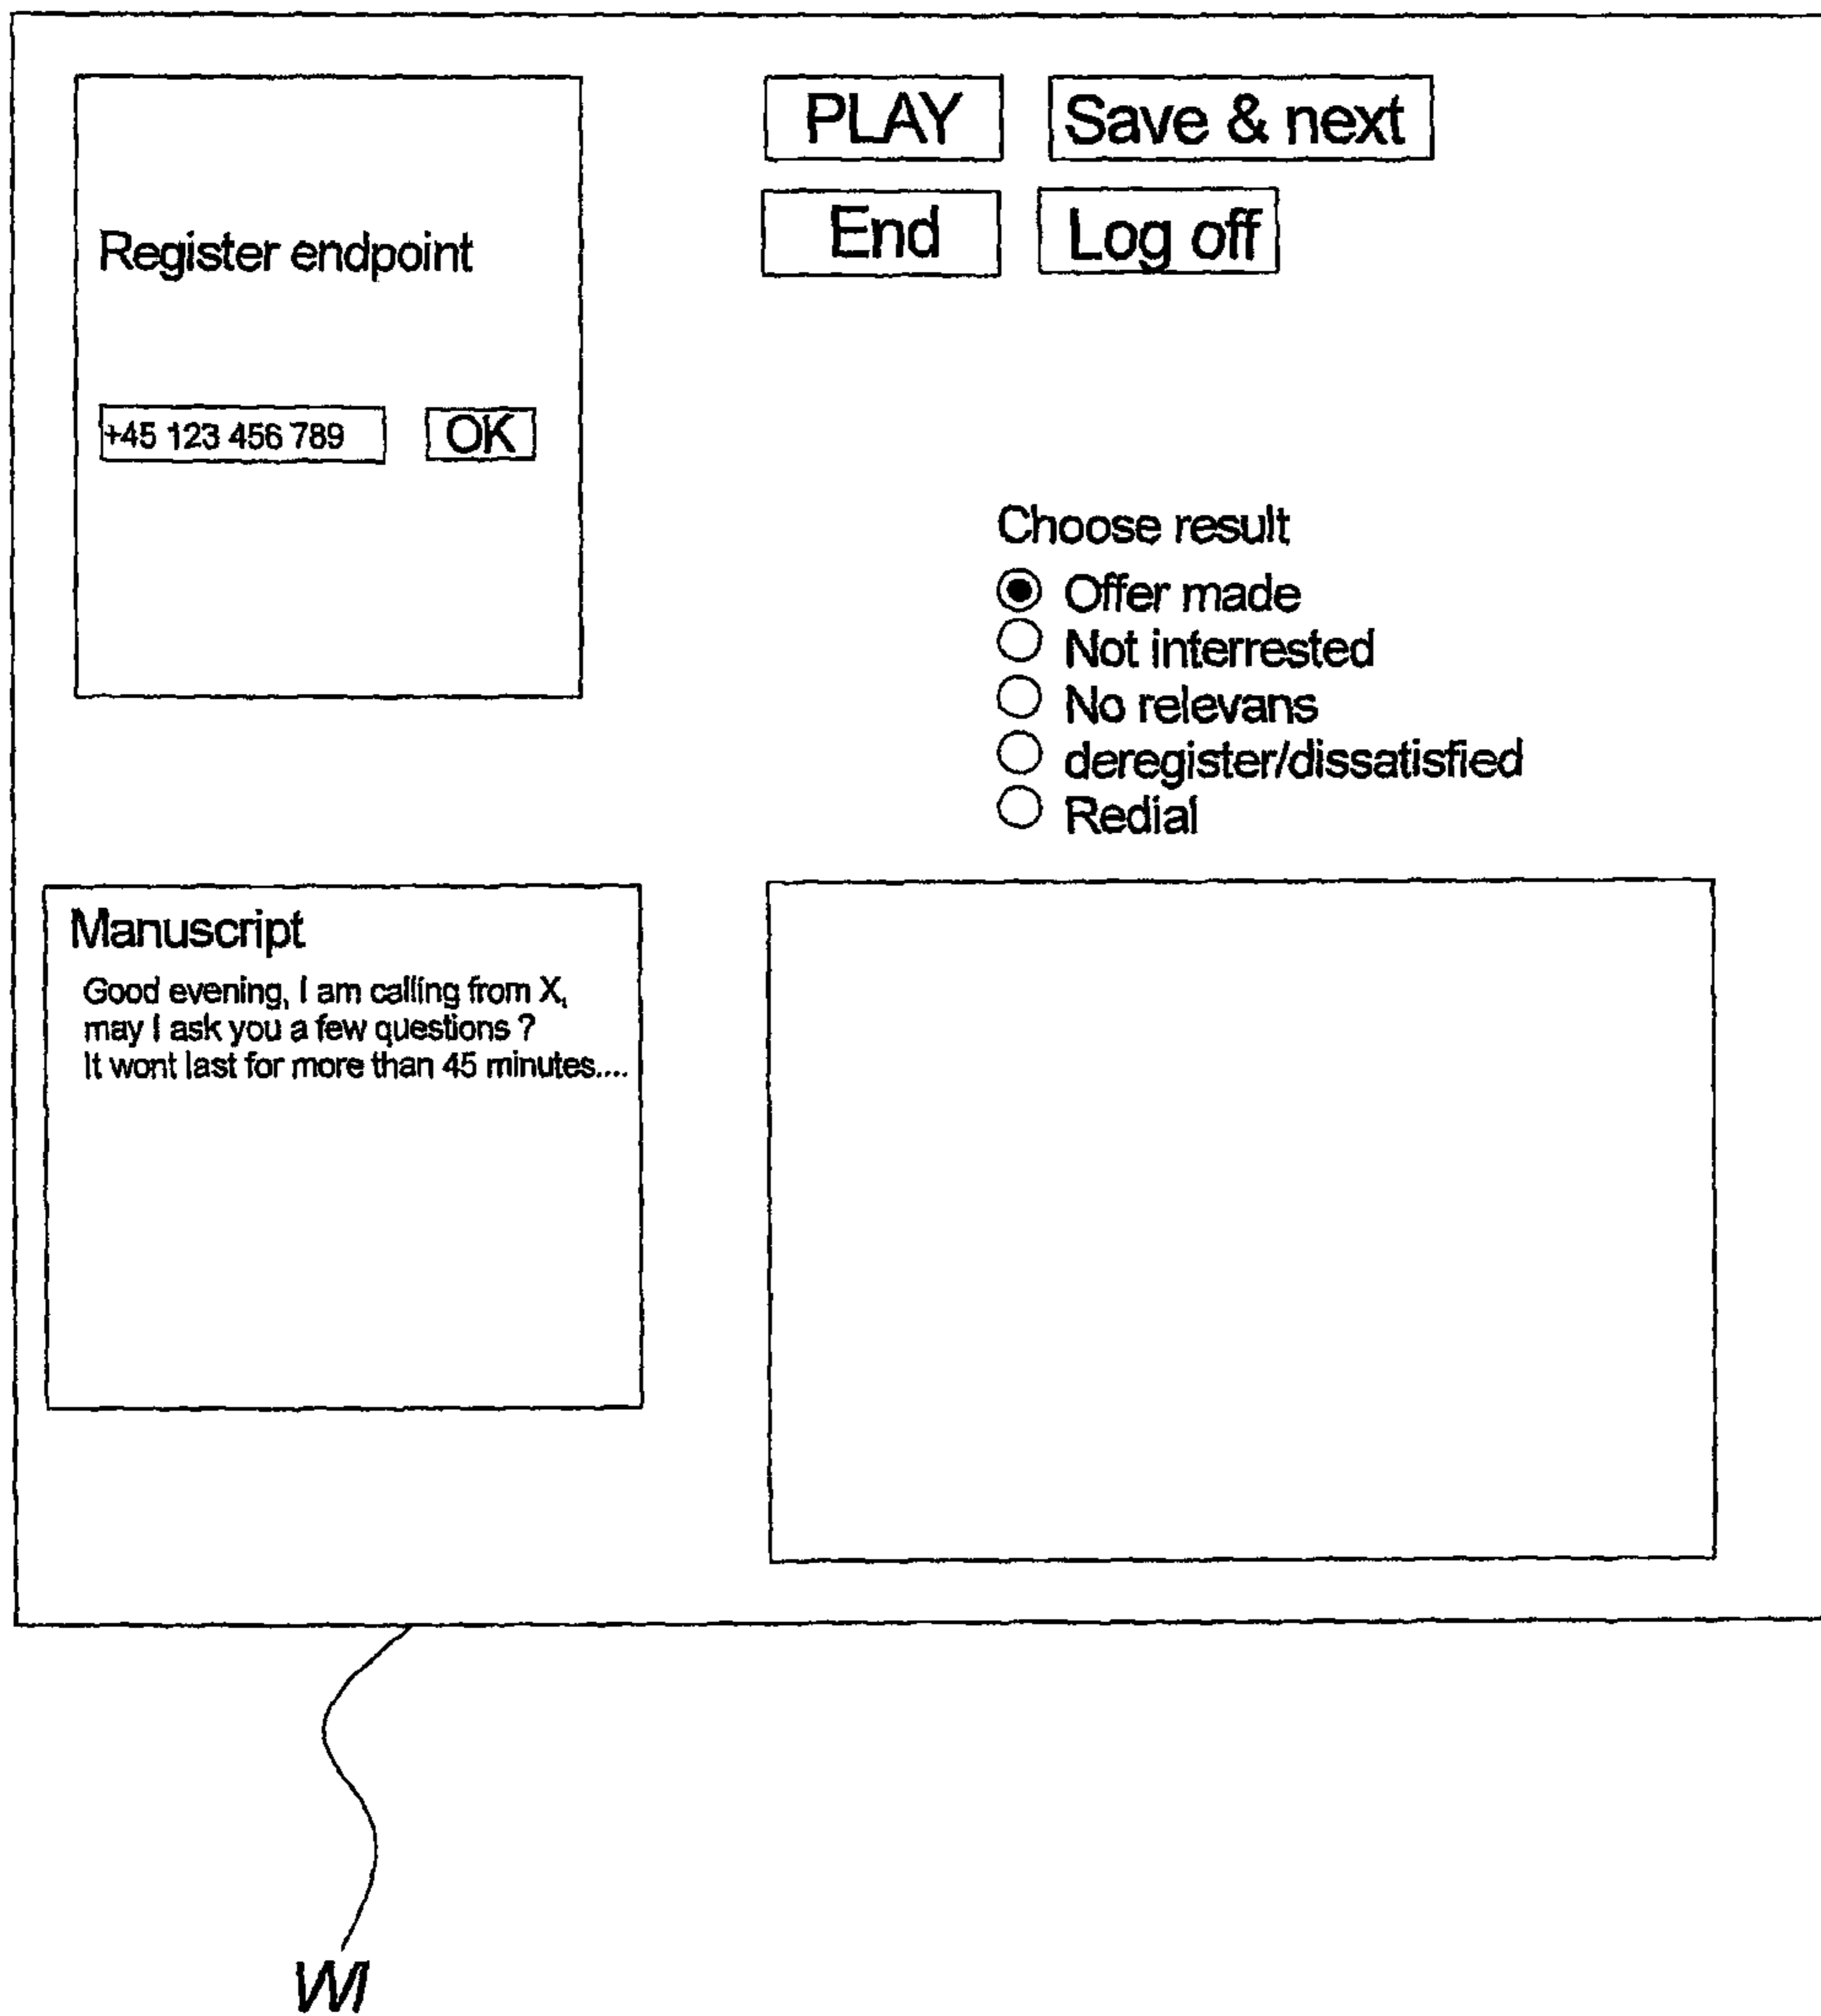 PLAY
Save & next
End
Log off
Register endpoint
+45 123 456 789
OK
Choose result
Offer made
Not interrested
No relevans
deregister/dissatisfied
Redial
Manuscript
Good evening, I am calling from X,
may I ask you a few questions ?
It wont last for more than 45 minutes....
WI